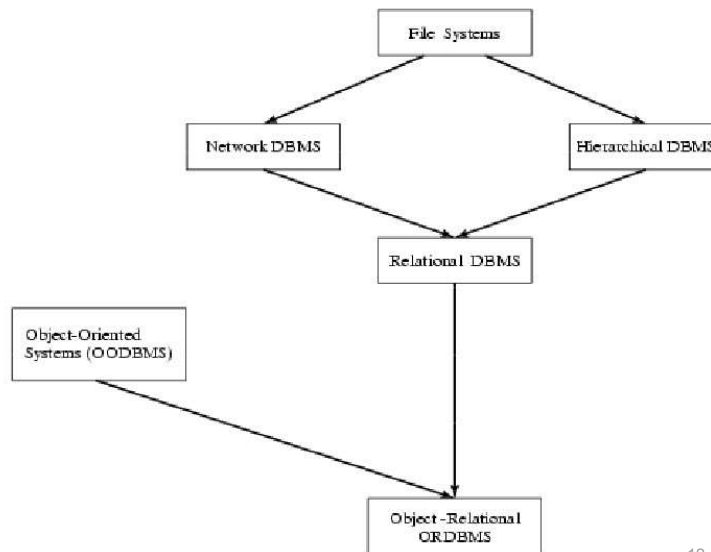 File Systems
Network DBMS
Hierarchical DBMS
Relational DBMS
Object-Oriented
Systems (OODBMS)
Object-Relational
ORDBMS